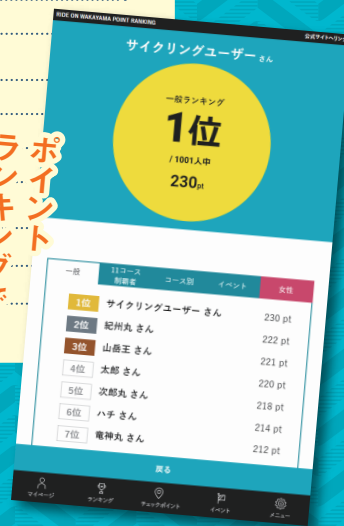 RIDE ON WAKAYAMA POINT RANKING
公式サイトへリンク
サイクリングユーザー さん
一般ランキング
1位
/ 1001人中
230pt
ポイント
ランキングで
一般
11コース
制覇者
コース別
イベント
女性
1位 サイクリングユーザー さん 230 pt
2位 紀州丸 さん 222 pt
3位 山岳王 さん 221 pt
4位 太郎 さん 220 pt
5位 次郎丸 さん 218 pt
6位 ハチ さん 214 pt
7位 竜神丸 さん 212 pt
戻る
マイページ
ランキング
チェックポイント
イベント
メニュー